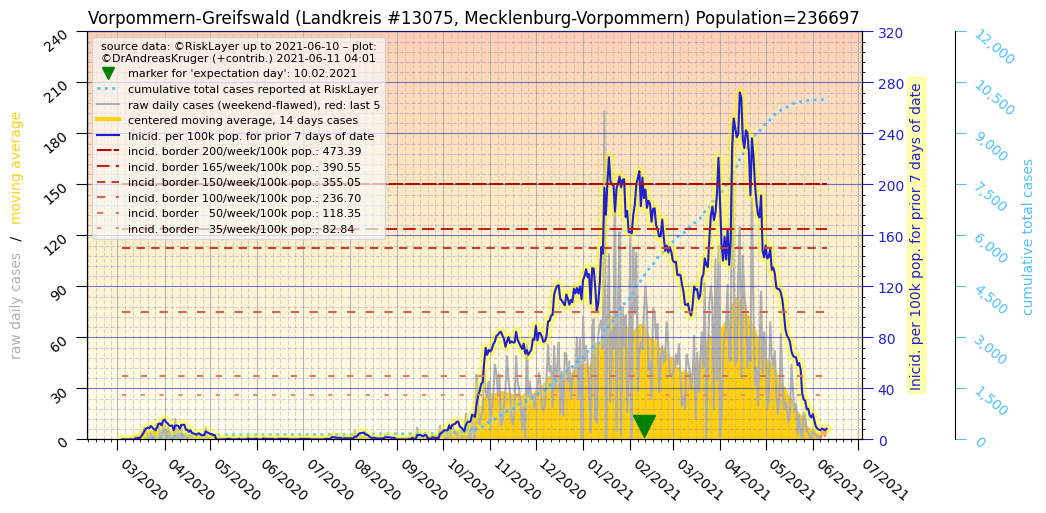 Vorpommern-Greifswald (Landkreis #13075, Mecklenburg-Vorpommern) Population=236697
source data: ©RiskLayer up to 2021-06-10 – plot:
©DrAndreasKruger (+contrib.) 2021-06-11 04:01
marker for 'expectation day': 10.02.2021
cumulative total cases reported at RiskLayer
raw daily cases (weekend-flawed), red: last 5
centered moving average, 14 days cases
Inicid. per 100k pop. for prior 7 days of date
incid. border 200/week/100k pop.: 473.39
incid. border 165/week/100k pop.: 390.55
incid. border 150/week/100k pop.: 355.05
incid. border 100/week/100k pop.: 236.70
incid. border   50/week/100k pop.: 118.35
incid. border   35/week/100k pop.: 82.84
raw daily cases   /   moving average
240
210
180
150
120
90
60
30
0
03/2020
04/2020
05/2020
06/2020
07/2020
08/2020
09/2020
10/2020
11/2020
12/2020
01/2021
02/2021
03/2021
04/2021
05/2021
06/2021
07/2021
320
280
240
200
160
120
80
40
0
Inicid. per 100k pop. for prior 7 days of date
12,000
10,500
9,000
7,500
6,000
4,500
3,000
1,500
0
cumulative total cases